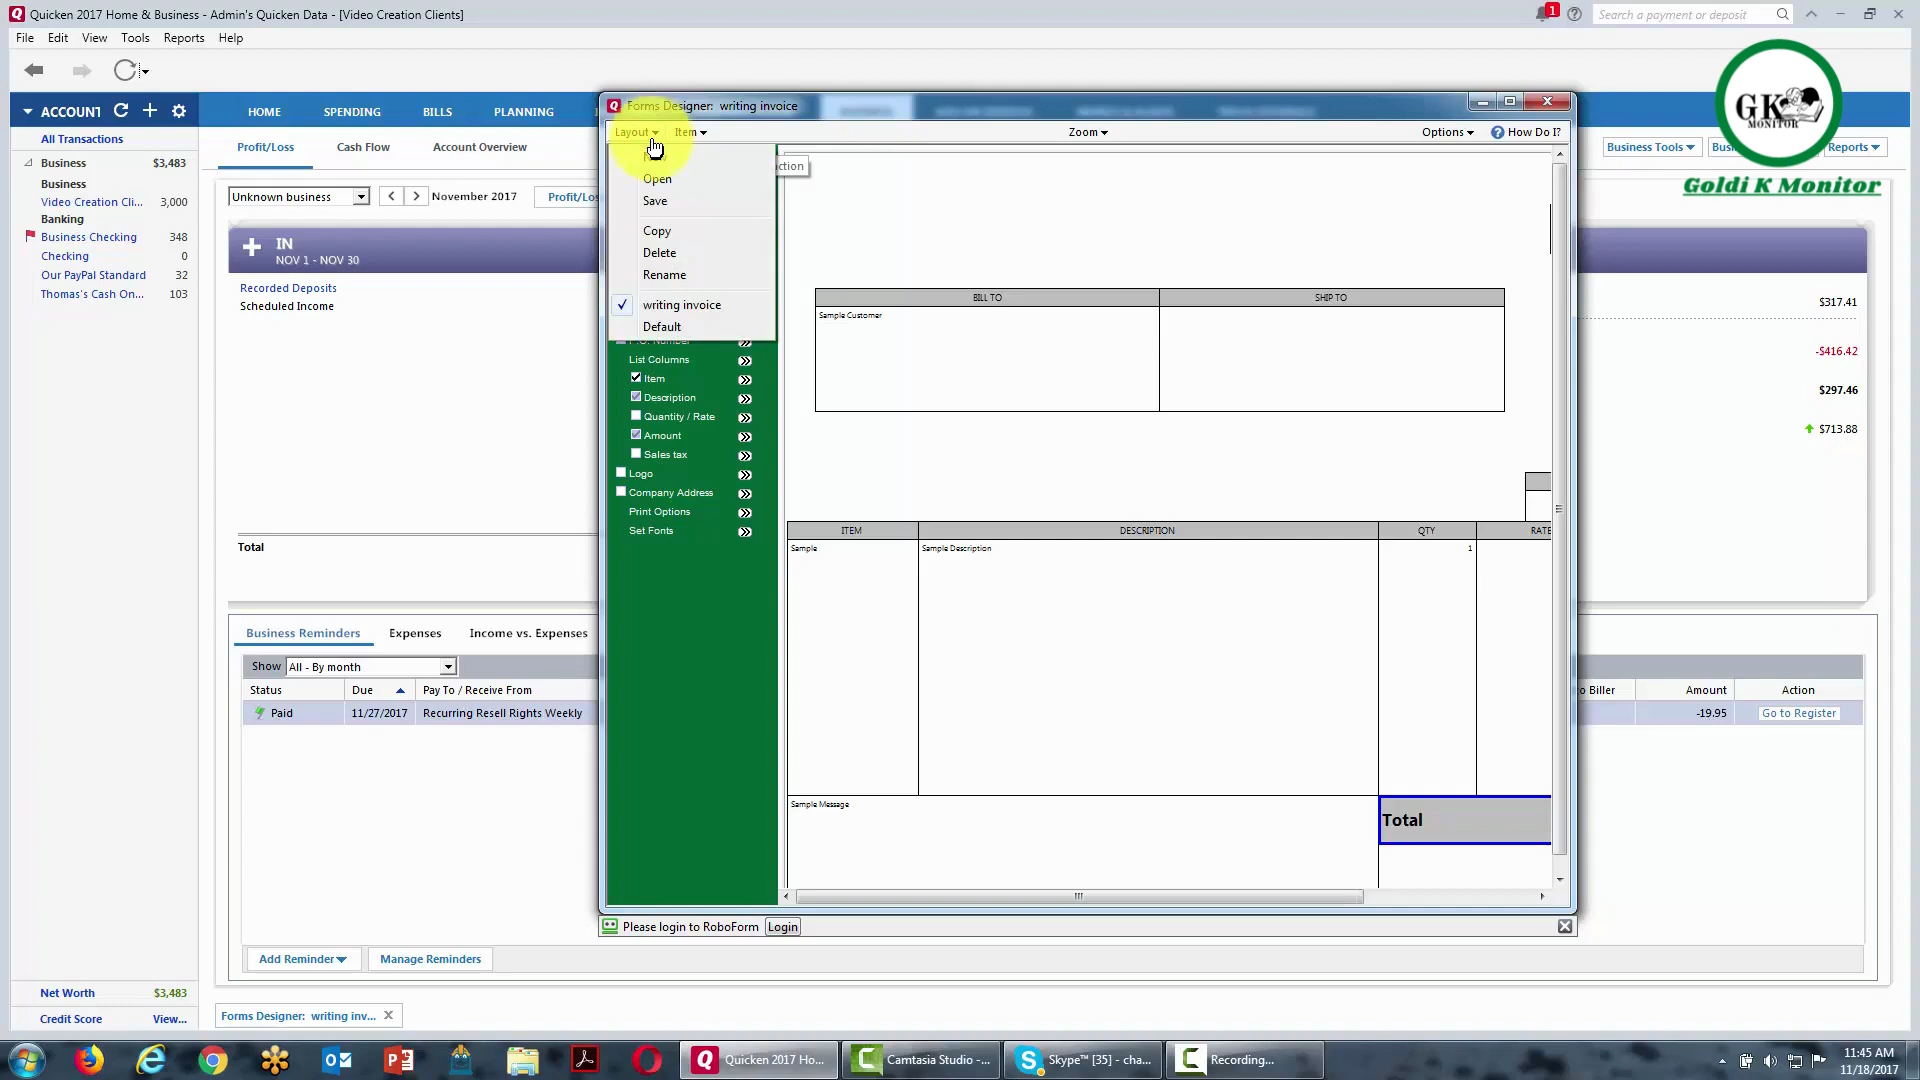 Quicken 2017 Home & Business - Admin's Quicken Data - [Video Creation Clients]
1
Search a payment or deposit
File Edit View Tools Reports Help
ACCOUNT
HOME SPENDING BILLS PLANNING
Forms Designer: writing invoice
Layout Item Zoom Options How Do I?
GK
MONITOR
Goldi K Monitor
All Transactions
Business $3,483
Business
Video Creation Cli... 3,000
Banking
Business Checking 348
Checking 0
Our PayPal Standard 32
Thomas's Cash On... 103
Profit/Loss Cash Flow Account Overview
Business Tools Reports
Unknown business November 2017
IN
NOV 1 - NOV 30
Recorded Deposits
Scheduled Income
Total
Open
Save
Copy
Delete
Rename
writing invoice
Default
P.O. Number
List Columns
Item
Description
Quantity / Rate
Amount
Sales tax
Logo
Company Address
Print Options
Set Fonts
BILL TO SHIP TO
Sample Customer
ITEM DESCRIPTION QTY RATE
Sample Sample Description 1
Sample Message
Total
$317.41
-$416.42
$297.46
$713.88
Business Reminders Expenses Income vs. Expenses
Show All - By month
Status Due Pay To / Receive From
Paid 11/27/2017 Recurring Resell Rights Weekly
o Biller Amount Action
-19.95 Go to Register
Please login to RoboForm Login
Add Reminder Manage Reminders
Net Worth $3,483
Credit Score View...
Forms Designer: writing inv...
Quicken 2017 Ho...
Camtasia Studio -...
Skype™ [35] - cha...
Recording...
11:45 AM
11/18/2017